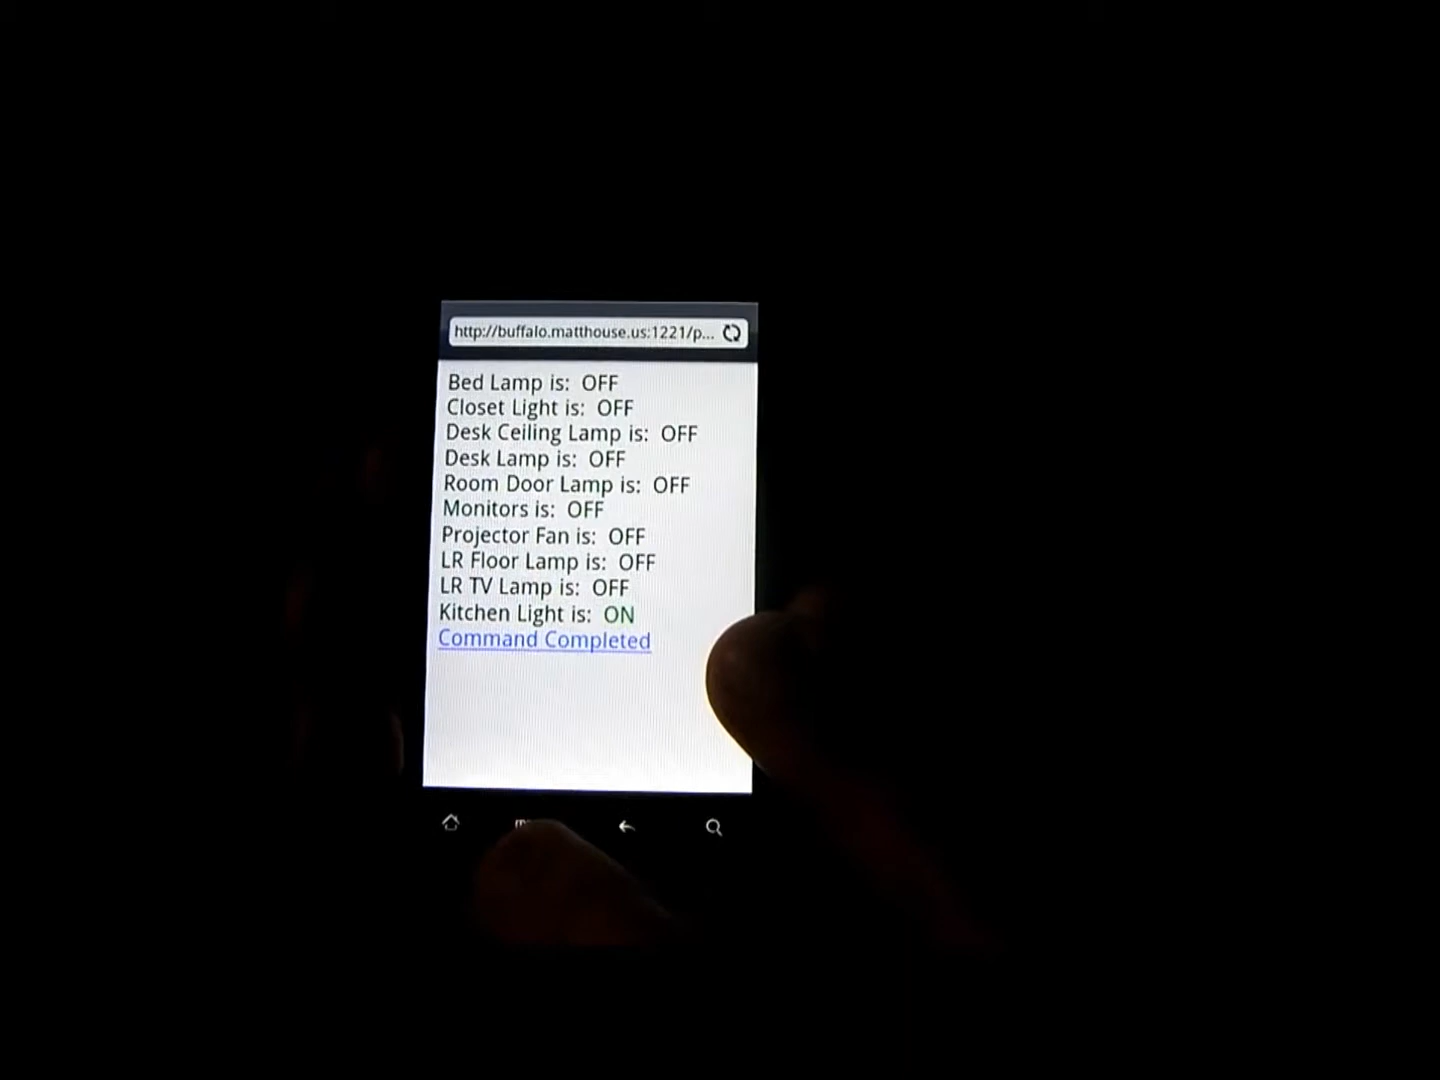 http://buffalo.matthouse.us:1221/p...
Bed Lamp is: OFF
Closet Light is: OFF
Desk Ceiling Lamp is: OFF
Desk Lamp is: OFF
Room Door Lamp is: OFF
Monitors is: OFF
Projector Fan is: OFF
LR Floor Lamp is: OFF
LR TV Lamp is: OFF
Kitchen Light is: ON
Command Completed